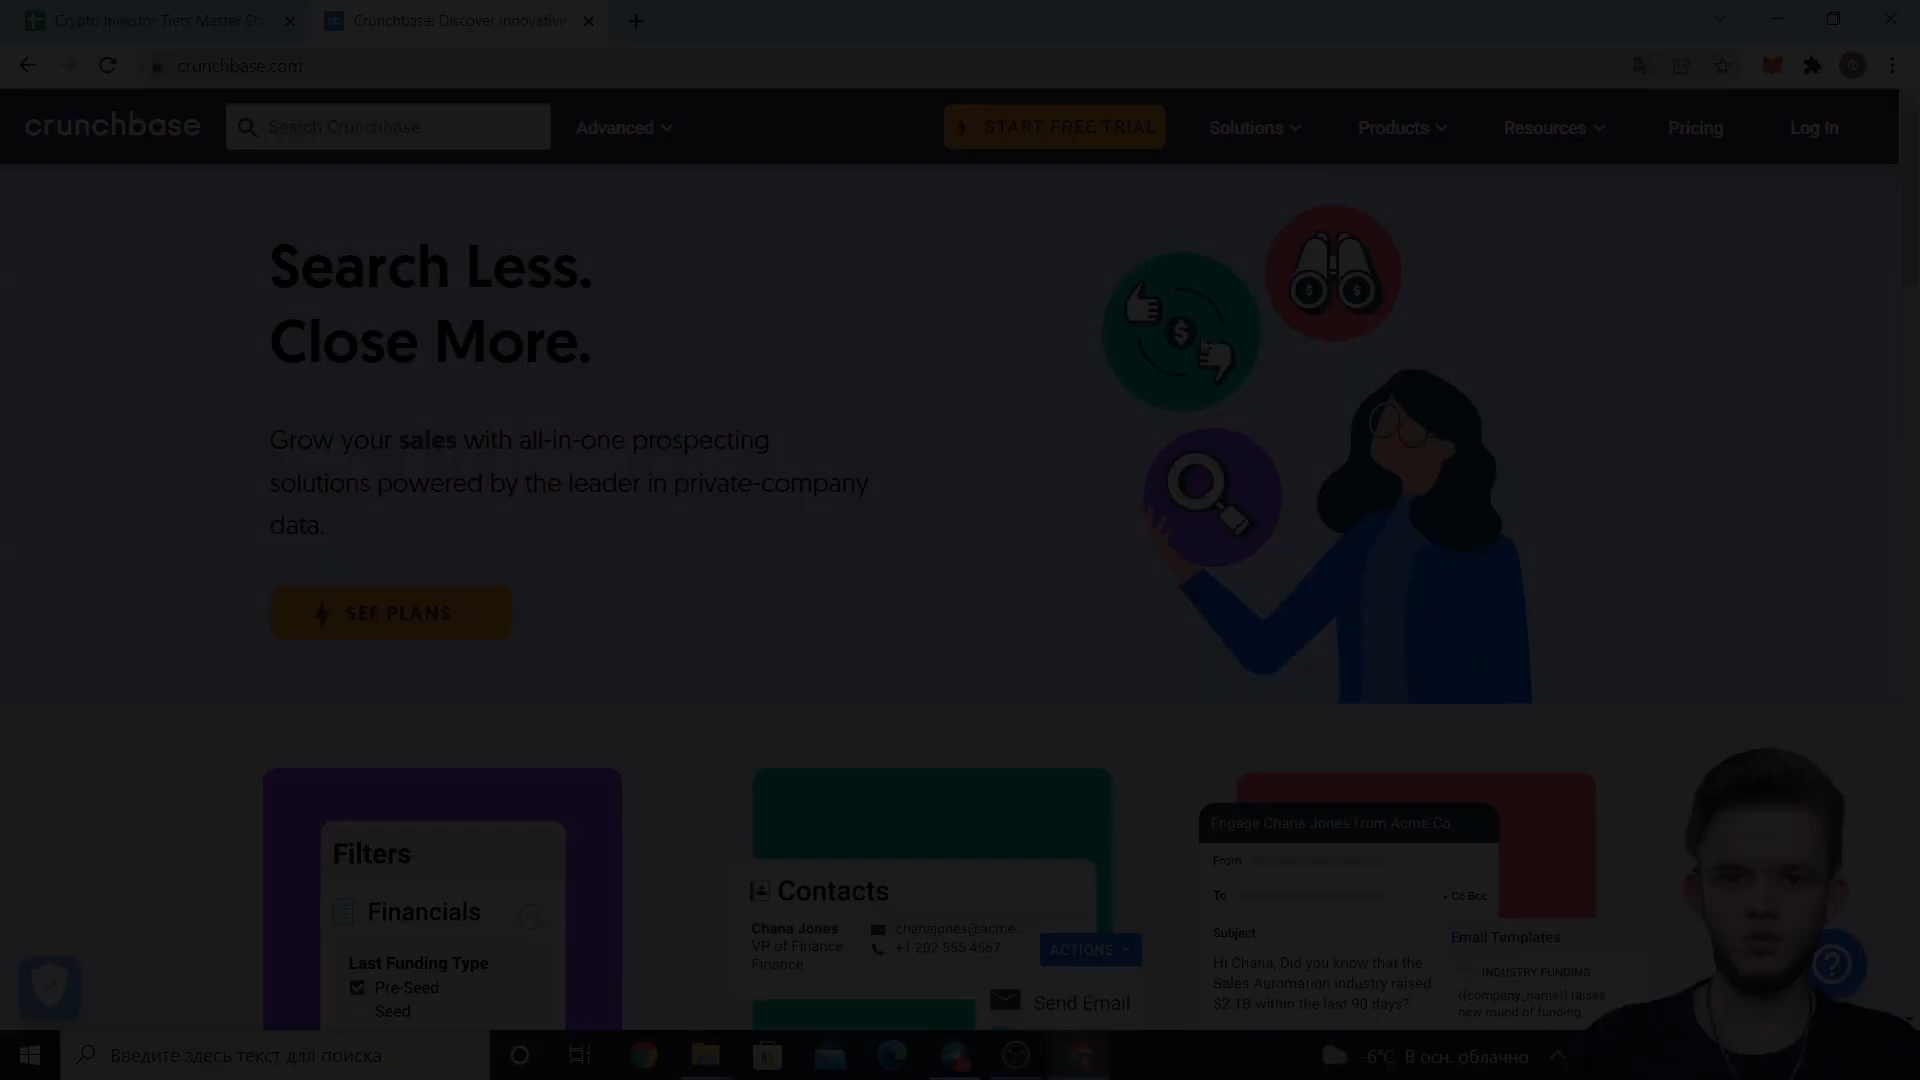 Crypto Investor Tiers Master Sh
Crunchbase: Discover innovative
crunchbase.com
crunchbase
Search Crunchbase
Advanced
START FREE TRIAL
Solutions
Products
Resources
Pricing
Log In
Search Less.
Close More.
Grow your sales with all-in-one prospecting
solutions powered by the leader in private-company
data.
SEE PLANS
Filters
Financials
Last Funding Type
Pre-Seed
Seed
Contacts
Chana Jones
VP of Finance
Finance
chanajones@acme...
+1 202 555 4567
ACTIONS
Send Email
Engage Chana Jones from Acme Co.
From
To
Cc Bcc
Subject
Hi Chana, Did you know that the
Sales Automation industry raised
$2.1B within the last 90 days?
Email Templates
INDUSTRY FUNDING
{{company_name}} raises
new round of funding
Введите здесь текст для поиска
-6°C В осн. облачно